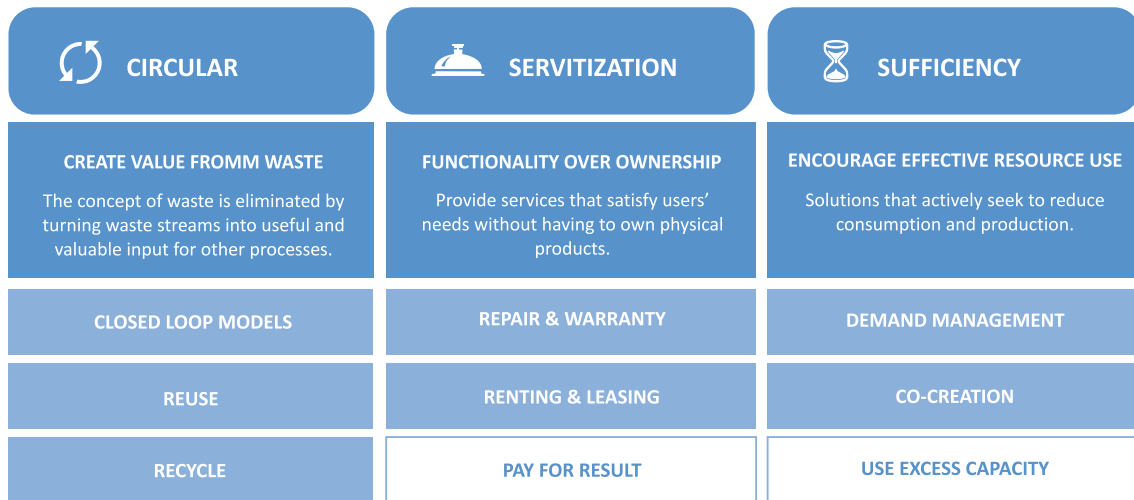 CIRCULAR
SERVITIZATION
SUFFICIENCY
CREATE VALUE FROMM WASTE
The concept of waste is eliminated by
turning waste streams into useful and
valuable input for other processes.
FUNCTIONALITY OVER OWNERSHIP
Provide services that satisfy users’
needs without having to own physical
products.
ENCOURAGE EFFECTIVE RESOURCE USE
Solutions that actively seek to reduce
consumption and production.
CLOSED LOOP MODELS
REPAIR & WARRANTY
DEMAND MANAGEMENT
REUSE
RENTING & LEASING
CO-CREATION
RECYCLE
PAY FOR RESULT
USE EXCESS CAPACITY